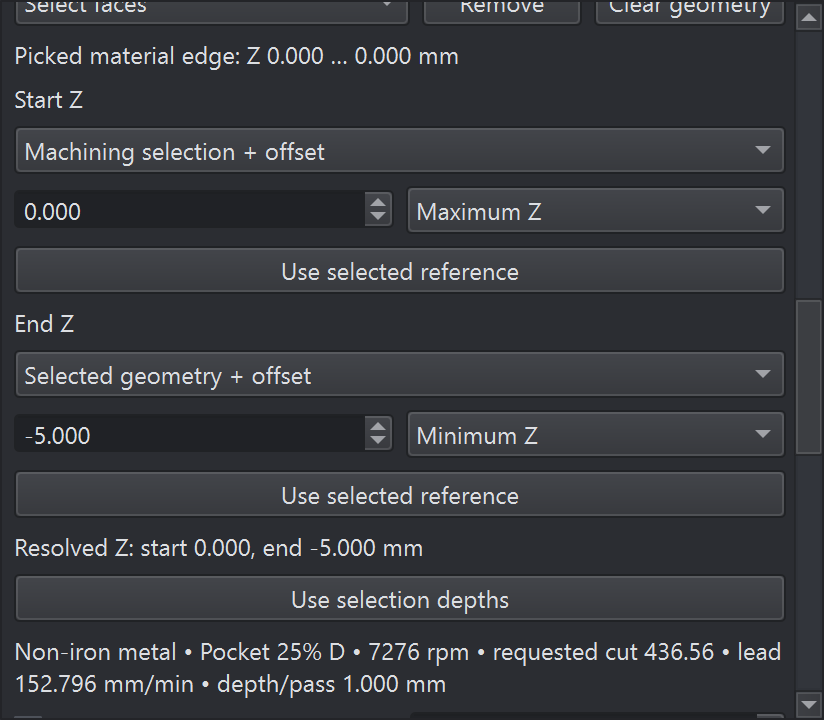 Select faces
Remove
Clear geometry
Picked material edge: Z 0.000 ... 0.000 mm
Start Z
Machining selection + offset
0.000
Maximum Z
Use selected reference
End Z
Selected geometry + offset
-5.000
Minimum Z
Use selected reference
Resolved Z: start 0.000, end -5.000 mm
Use selection depths
Non-iron metal • Pocket 25% D • 7276 rpm • requested cut 436.56 • lead
152.796 mm/min • depth/pass 1.000 mm